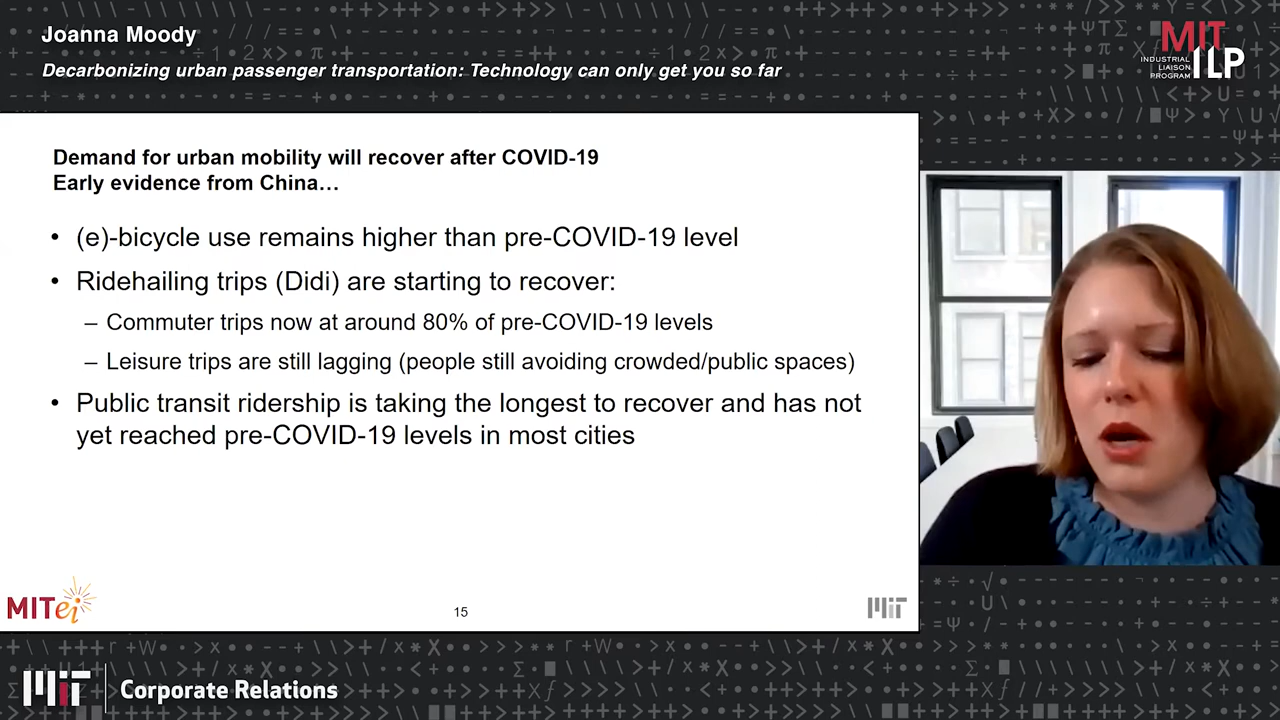 Joanna Moody
Decarbonizing urban passenger transportation: Technology can only get you so far
MIT
INDUSTRIAL
LIAISON
PROGRAM
ILP
Demand for urban mobility will recover after COVID-19
Early evidence from China…
• (e)-bicycle use remains higher than pre-COVID-19 level
• Ridehailing trips (Didi) are starting to recover:
– Commuter trips now at around 80% of pre-COVID-19 levels
– Leisure trips are still lagging (people still avoiding crowded/public spaces)
• Public transit ridership is taking the longest to recover and has not
yet reached pre-COVID-19 levels in most cities
MITei
15
MIT
MIT
Corporate Relations